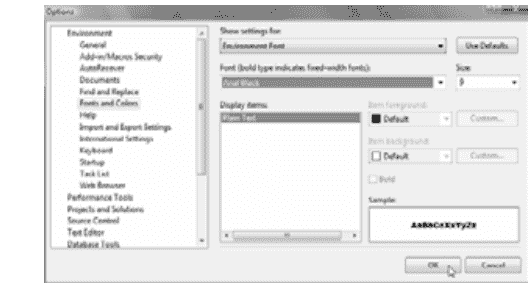 Options
Environment
General
Add-in/Macros Security
AutoRecover
Documents
Find and Replace
Fonts and Colors
Help
Import and Export Settings
International Settings
Keyboard
Startup
Task List
Web Browser
Performance Tools
Projects and Solutions
Source Control
Text Editor
Database Tools
Show settings for:
Environment Font
Use Defaults
Font (bold type indicates fixed-width fonts):
Size:
Arial Black
9
Display items:
Plain Text
Item foreground:
Default
Custom...
Item background:
Default
Custom...
Bold
Sample:
AaBbCcXxYyZz
OK
Cancel